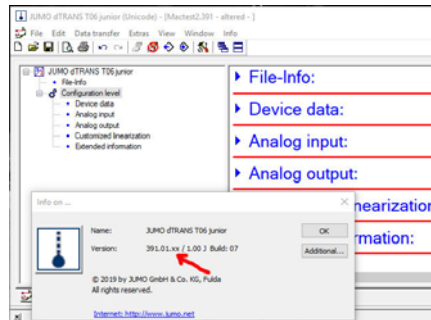 JUMO dTRANS T06 junior (Unicode) - [Mactest2.391 - altered - ]
File Edit Data transfer Extras View Window Info
JUMO dTRANS T06 junior
File-Info
Configuration level
Device data
Analog input
Analog output
Customized linearization
Extended information
File-Info:
Device data:
Analog input:
Analog output:
nearization
rmation:
Info on ...
Name: JUMO dTRANS T06 junior
OK
Version: 391.01.xx / 1.00 J Build: 07
Additional...
© 2019 by JUMO GmbH & Co. KG, Fulda
All rights reserved.
Internet: http://www.jumo.net